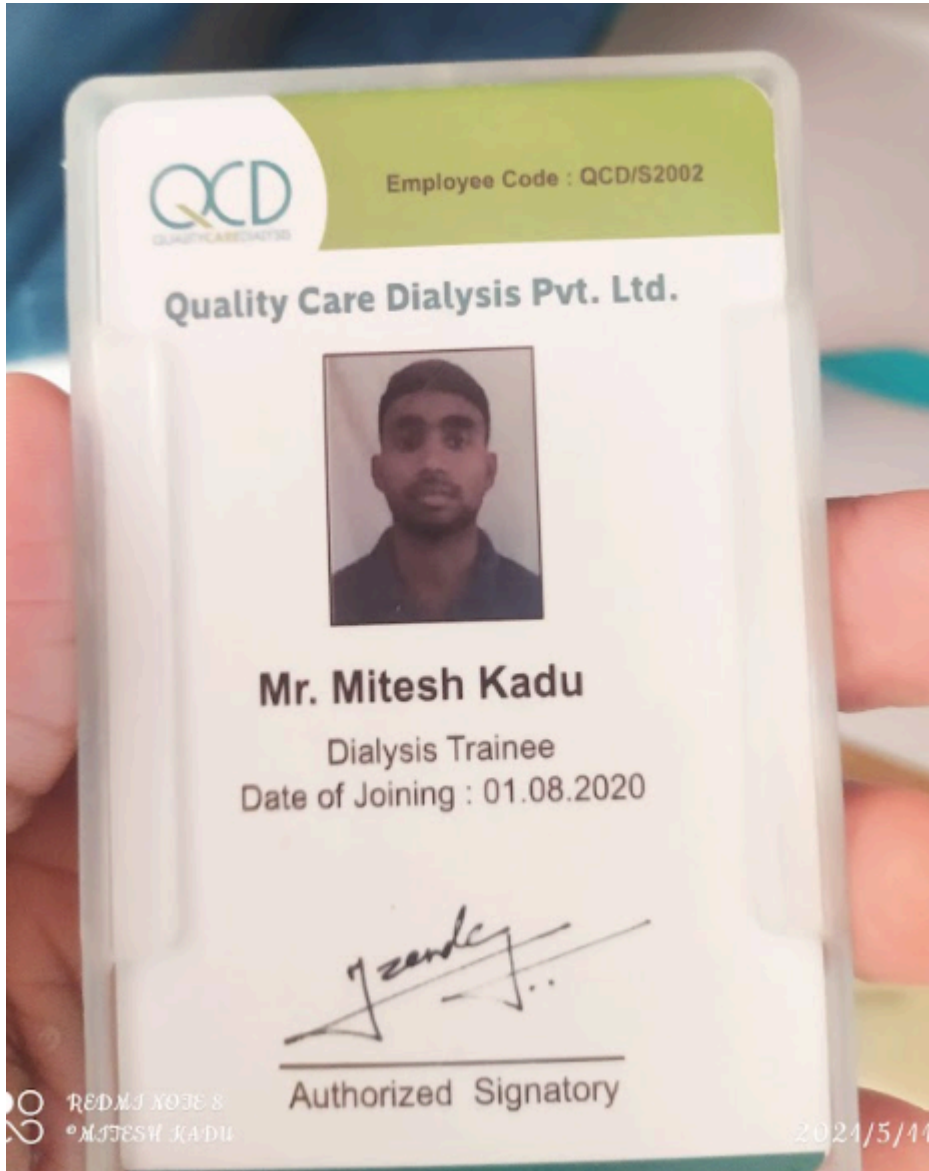 QCD
QUALITYCAREDIALYSIS
Employee Code : QCD/S2002
Quality Care Dialysis Pvt. Ltd.
Mr. Mitesh Kadu
Dialysis Trainee
Date of Joining : 01.08.2020
Authorized Signatory
REDMI NOTE 8
©MITESH KADU
2021/5/11